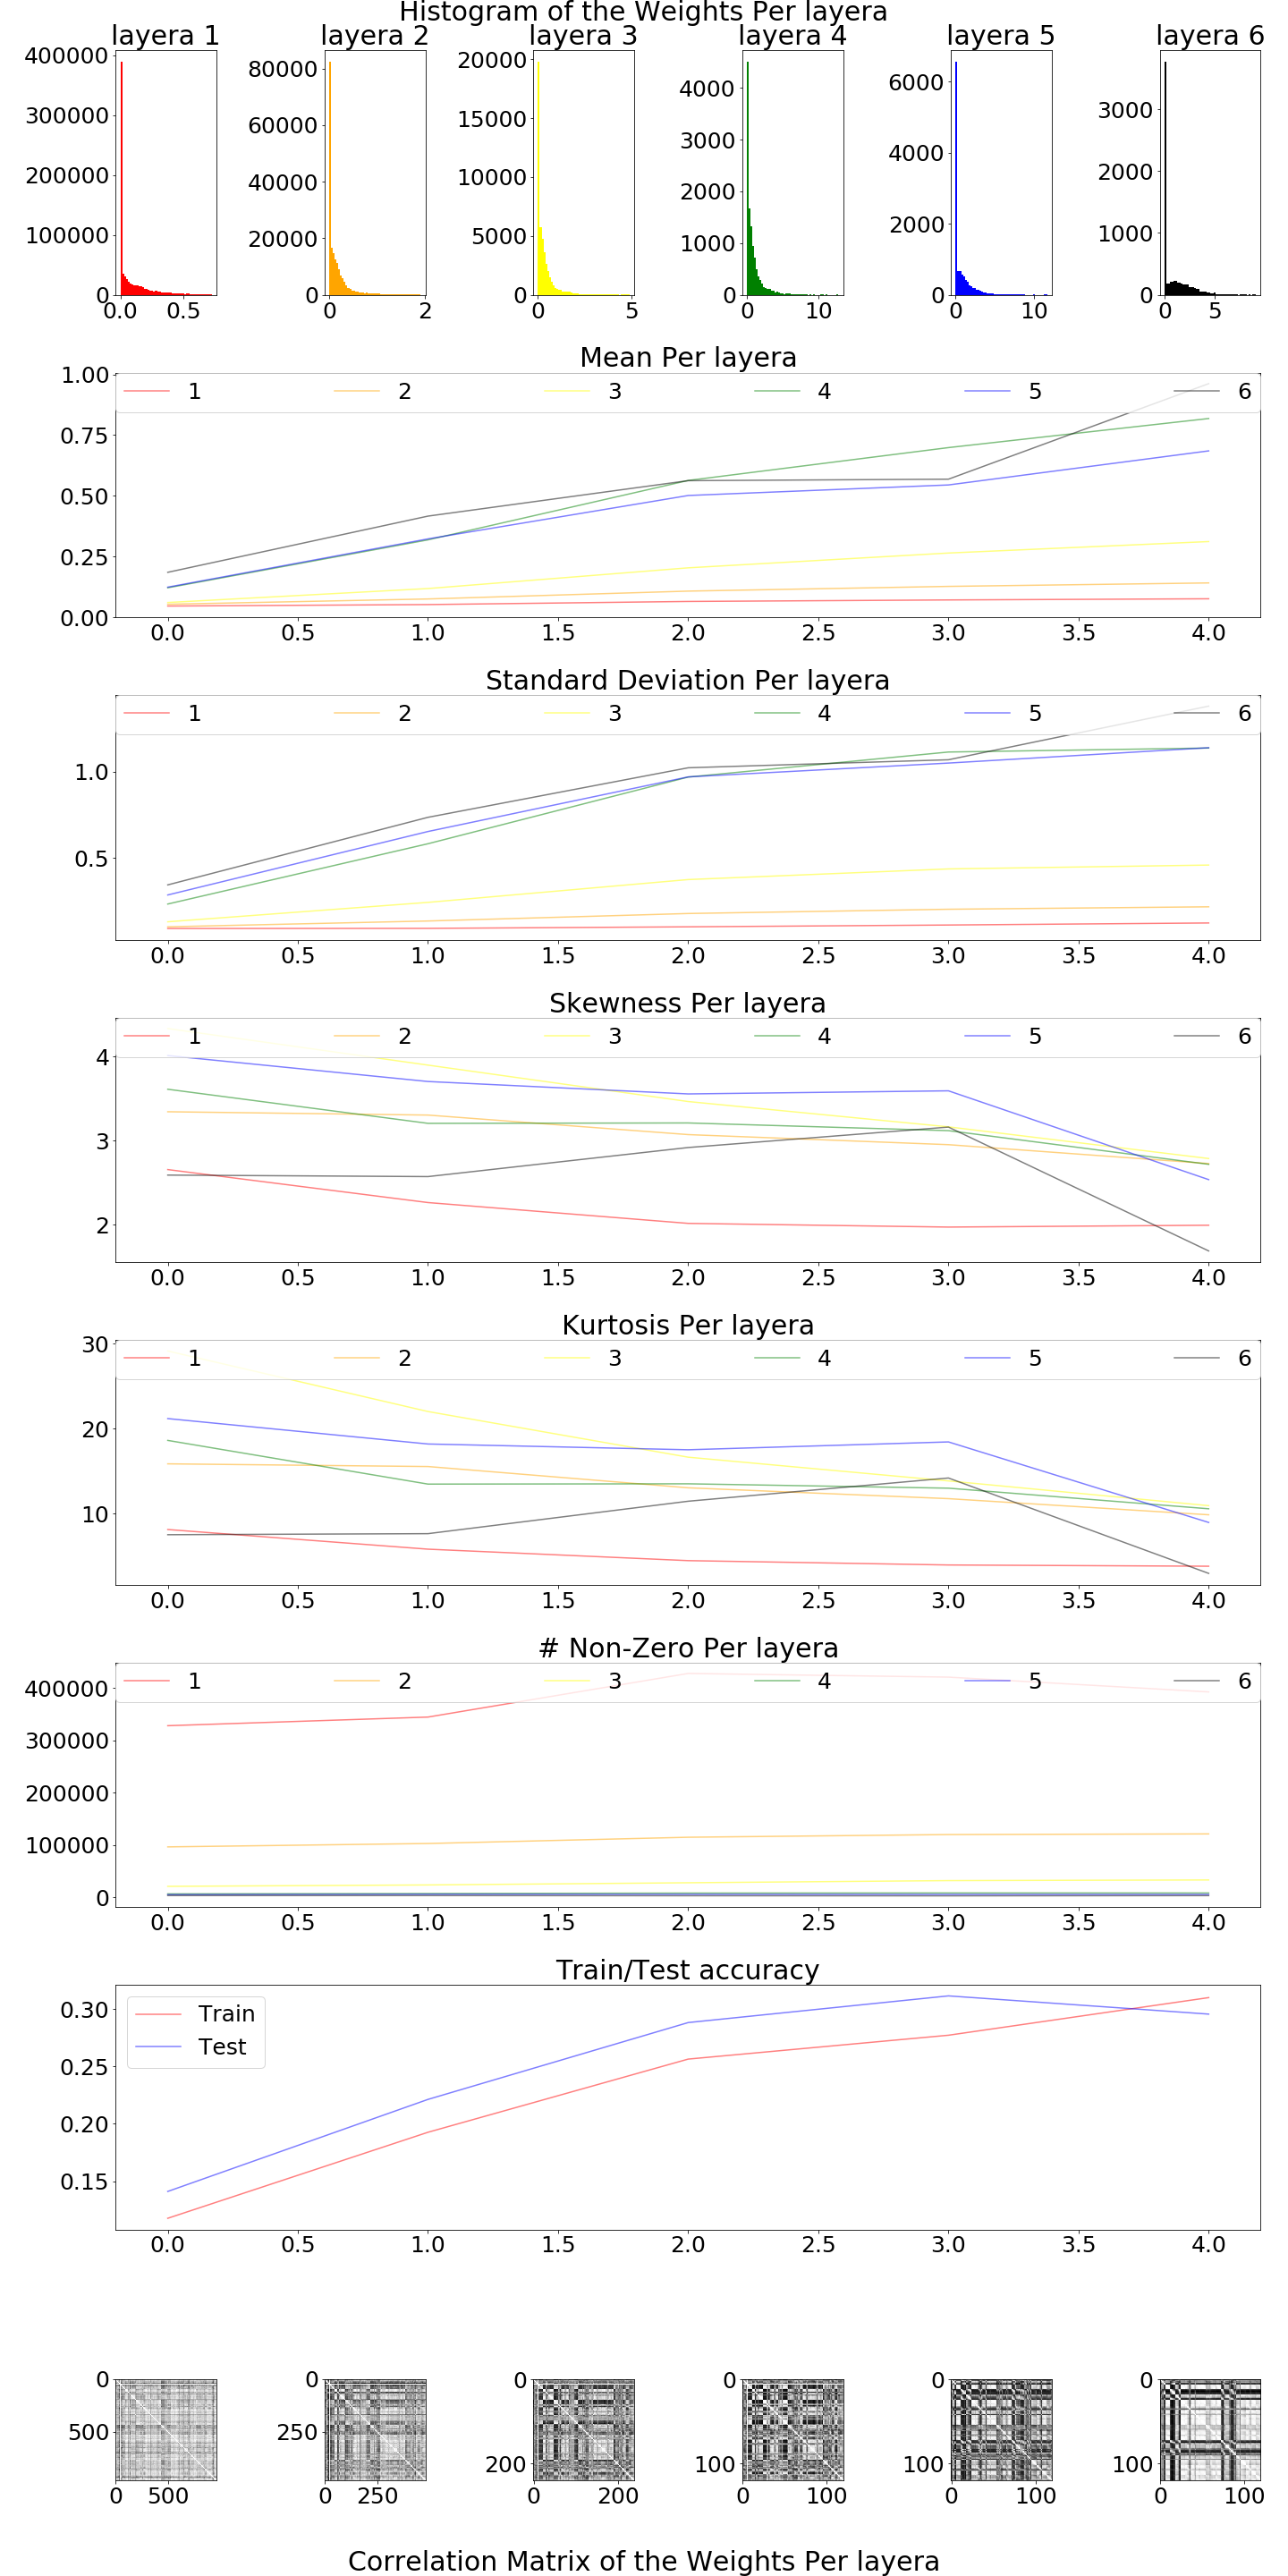 Histogram of the Weights Per layera
layera 1 layera 2 layera 3 layera 4 layera 5 layera 6
400000 300000 200000 100000 0 0.0 0.5
80000 60000 40000 20000 0 0 2
20000 15000 10000 5000 0 0 5
4000 3000 2000 1000 0 0 10
6000 4000 2000 0 0 10
3000 2000 1000 0 0 5
Mean Per layera
1 2 3 4 5 6
1.00
0.75
0.50
0.25
0.00
0.0 0.5 1.0 1.5 2.0 2.5 3.0 3.5 4.0
Standard Deviation Per layera
1 2 3 4 5 6
1.0
0.5
0.0 0.5 1.0 1.5 2.0 2.5 3.0 3.5 4.0
Skewness Per layera
1 2 3 4 5 6
4
3
2
0.0 0.5 1.0 1.5 2.0 2.5 3.0 3.5 4.0
Kurtosis Per layera
30
1 2 3 4 5 6
20
10
0.0 0.5 1.0 1.5 2.0 2.5 3.0 3.5 4.0
# Non-Zero Per layera
1 2 3 4 5 6
400000
300000
200000
100000
0
0.0 0.5 1.0 1.5 2.0 2.5 3.0 3.5 4.0
Train/Test accuracy
Train
Test
0.30
0.25
0.20
0.15
0.0 0.5 1.0 1.5 2.0 2.5 3.0 3.5 4.0
0 500 0 500
0 250 0 250
0 200 0 200
0 100 0 100
0 100 0 100
0 100 0 100
Correlation Matrix of the Weights Per layera